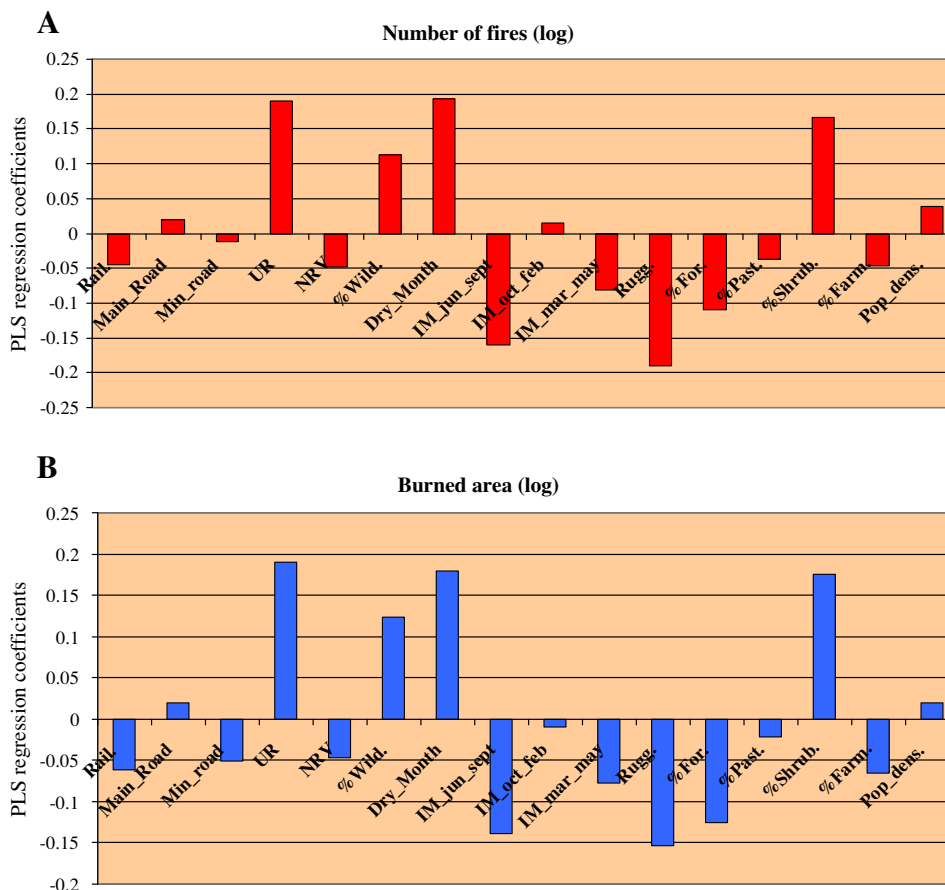 A
Number of fires (log)
PLS regression coefficients
0.25
0.2
0.15
0.1
0.05
0
-0.05
-0.1
-0.15
-0.2
-0.25
Rail.
Main_Road
Min_road
UR
NRV
%Wild.
Dry_Month
IM_jun_sept
IM_oct_feb
IM_mar_may
Rugg.
%For.
%Past.
%Shrub.
%Farm.
Pop_dens.
B
Burned area (log)
PLS regression coefficients
0.25
0.2
0.15
0.1
0.05
0
-0.05
-0.1
-0.15
-0.2
Rail.
Main_Road
Min_road
UR
NRV
%Wild.
Dry_Month
IM_jun_sept
IM_oct_feb
IM_mar_may
Rugg.
%For.
%Past.
%Shrub.
%Farm.
Pop_dens.